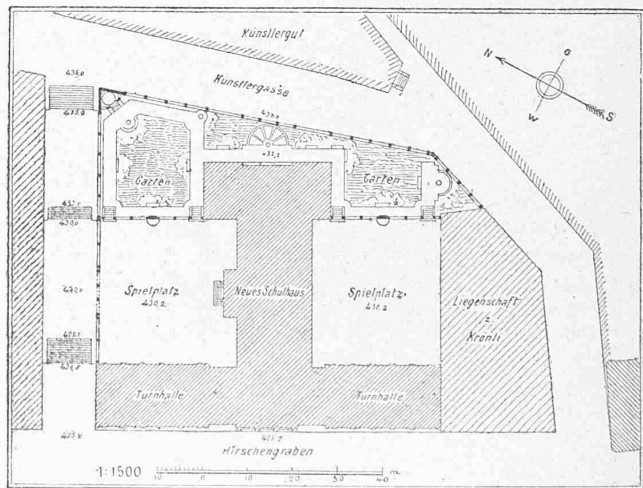 Künstlergut
N
O
Künstlergasse
W
S
Garten
Garten
Spielplatz
430,2
Neues Schulhaus
Spielplatz
430,2
Liegenschaft
z.
Kronli
Turnhalle
Turnhalle
Hirschengraben
1:1500
10 0 10 20 30 40 m